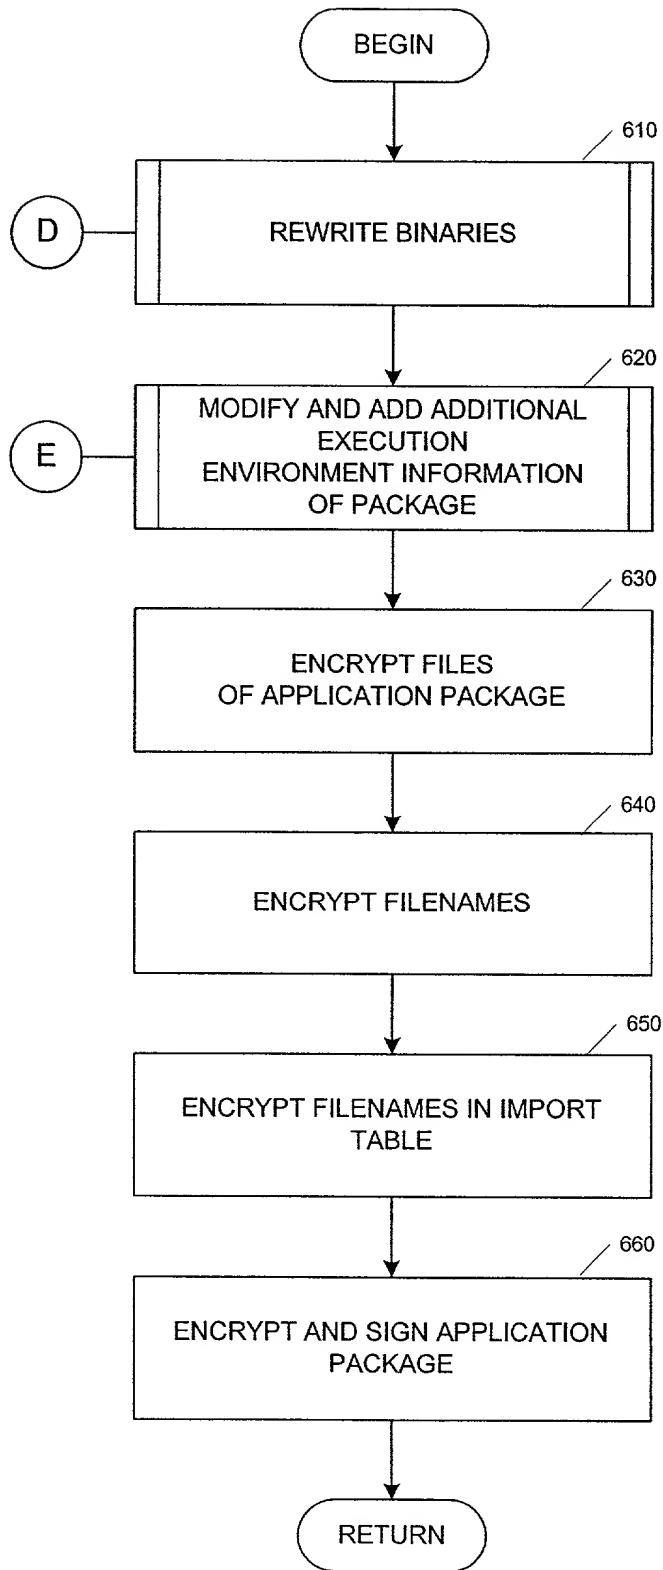 BEGIN
610
D
REWRITE BINARIES
620
E
MODIFY AND ADD ADDITIONAL
EXECUTION
ENVIRONMENT INFORMATION
OF PACKAGE
630
ENCRYPT FILES
OF APPLICATION PACKAGE
640
ENCRYPT FILENAMES
650
ENCRYPT FILENAMES IN IMPORT
TABLE
660
ENCRYPT AND SIGN APPLICATION
PACKAGE
RETURN